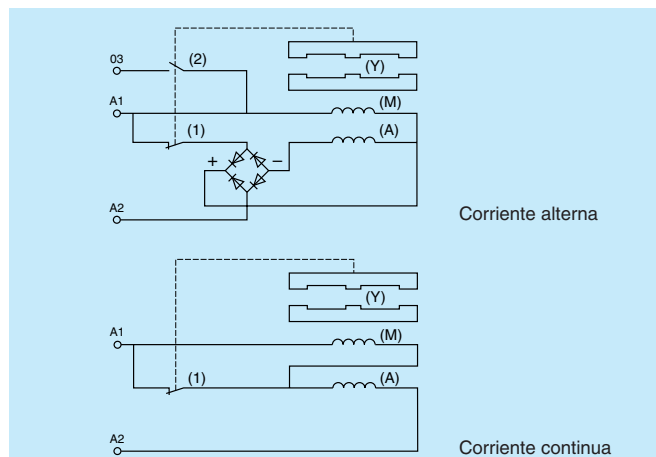 03
(2)
(Y)
A1
(M)
(1)
(A)
+
−
A2
Corriente alterna
(Y)
A1
(M)
(1)
(A)
A2
Corriente continua